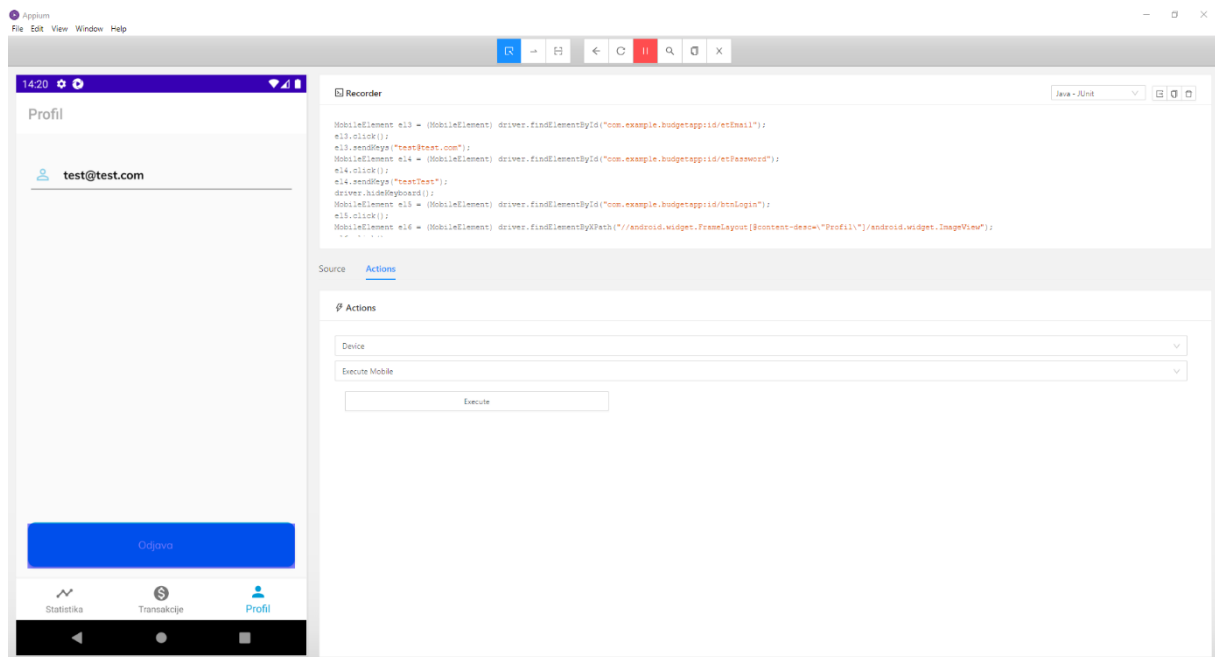 Appium
File Edit View Window Help
14:20
Profil
test@test.com
Odjava
Statistika Transakcije Profil
Recorder
Java - JUnit
MobileElement el3 = (MobileElement) driver.findElementById("com.example.budgetapp:id/etEmail");
el3.click();
el3.sendKeys("test@test.com");
MobileElement el4 = (MobileElement) driver.findElementById("com.example.budgetapp:id/etPassword");
el4.click();
el4.sendKeys("testTest");
driver.hideKeyboard();
MobileElement el5 = (MobileElement) driver.findElementById("com.example.budgetapp:id/btnLogin");
el5.click();
MobileElement el6 = (MobileElement) driver.findElementByXPath("//android.widget.FrameLayout[@content-desc=\"Profil\"]/android.widget.ImageView");
Source Actions
Actions
Device
Execute Mobile
Execute